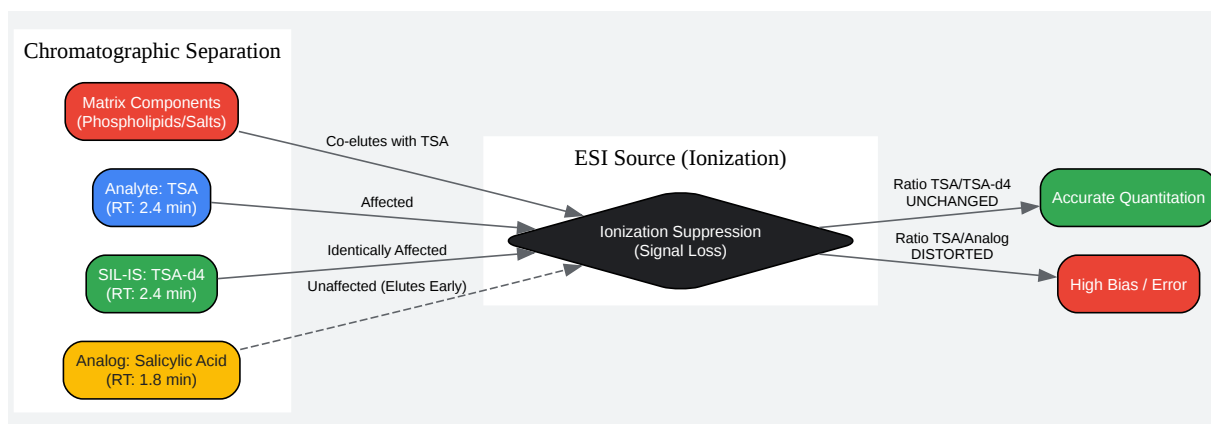 Chromatographic Separation
Matrix Components
(Phospholipids/Salts)
Analyte: TSA
(RT: 2.4 min)
SIL-IS: TSA-d4
(RT: 2.4 min)
Analog: Salicylic Acid
(RT: 1.8 min)
Co-elutes with TSA
Affected
Identically Affected
Unaffected (Elutes Early)
ESI Source (Ionization)
Ionization Suppression
(Signal Loss)
Ratio TSA/TSA-d4
UNCHANGED
Ratio TSA/Analog
DISTORTED
Accurate Quantitation
High Bias / Error